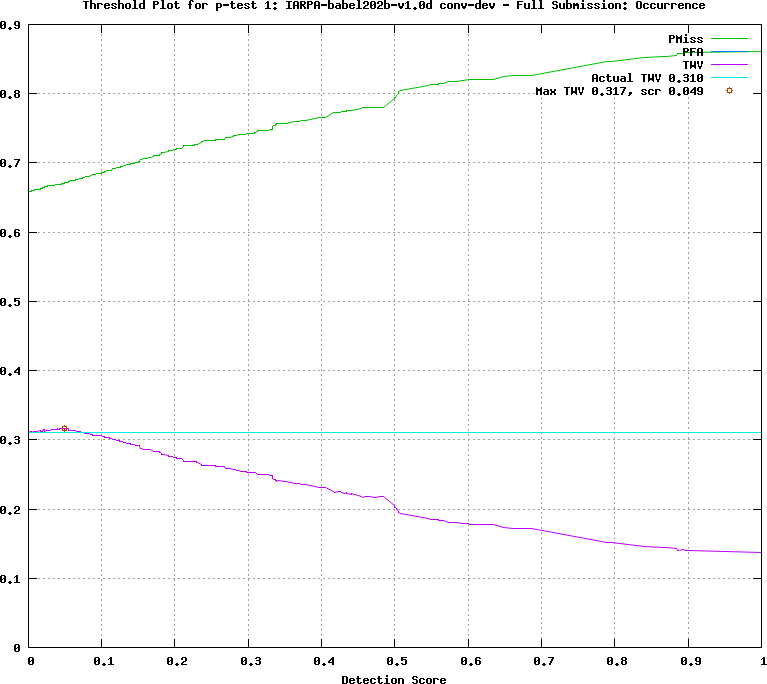 Threshold Plot for p-test 1: IARPA-babel202b-v1.0d conv-dev - Full Submission: Occurrence
0.9
PMiss
PFA
TWV
Actual TWV 0.310
Max TWV 0.317, scr 0.049
0.8
0.7
0.6
0.5
0.4
0.3
0.2
0.1
0
0 0.1 0.2 0.3 0.4 0.5 0.6 0.7 0.8 0.9 1
Detection Score